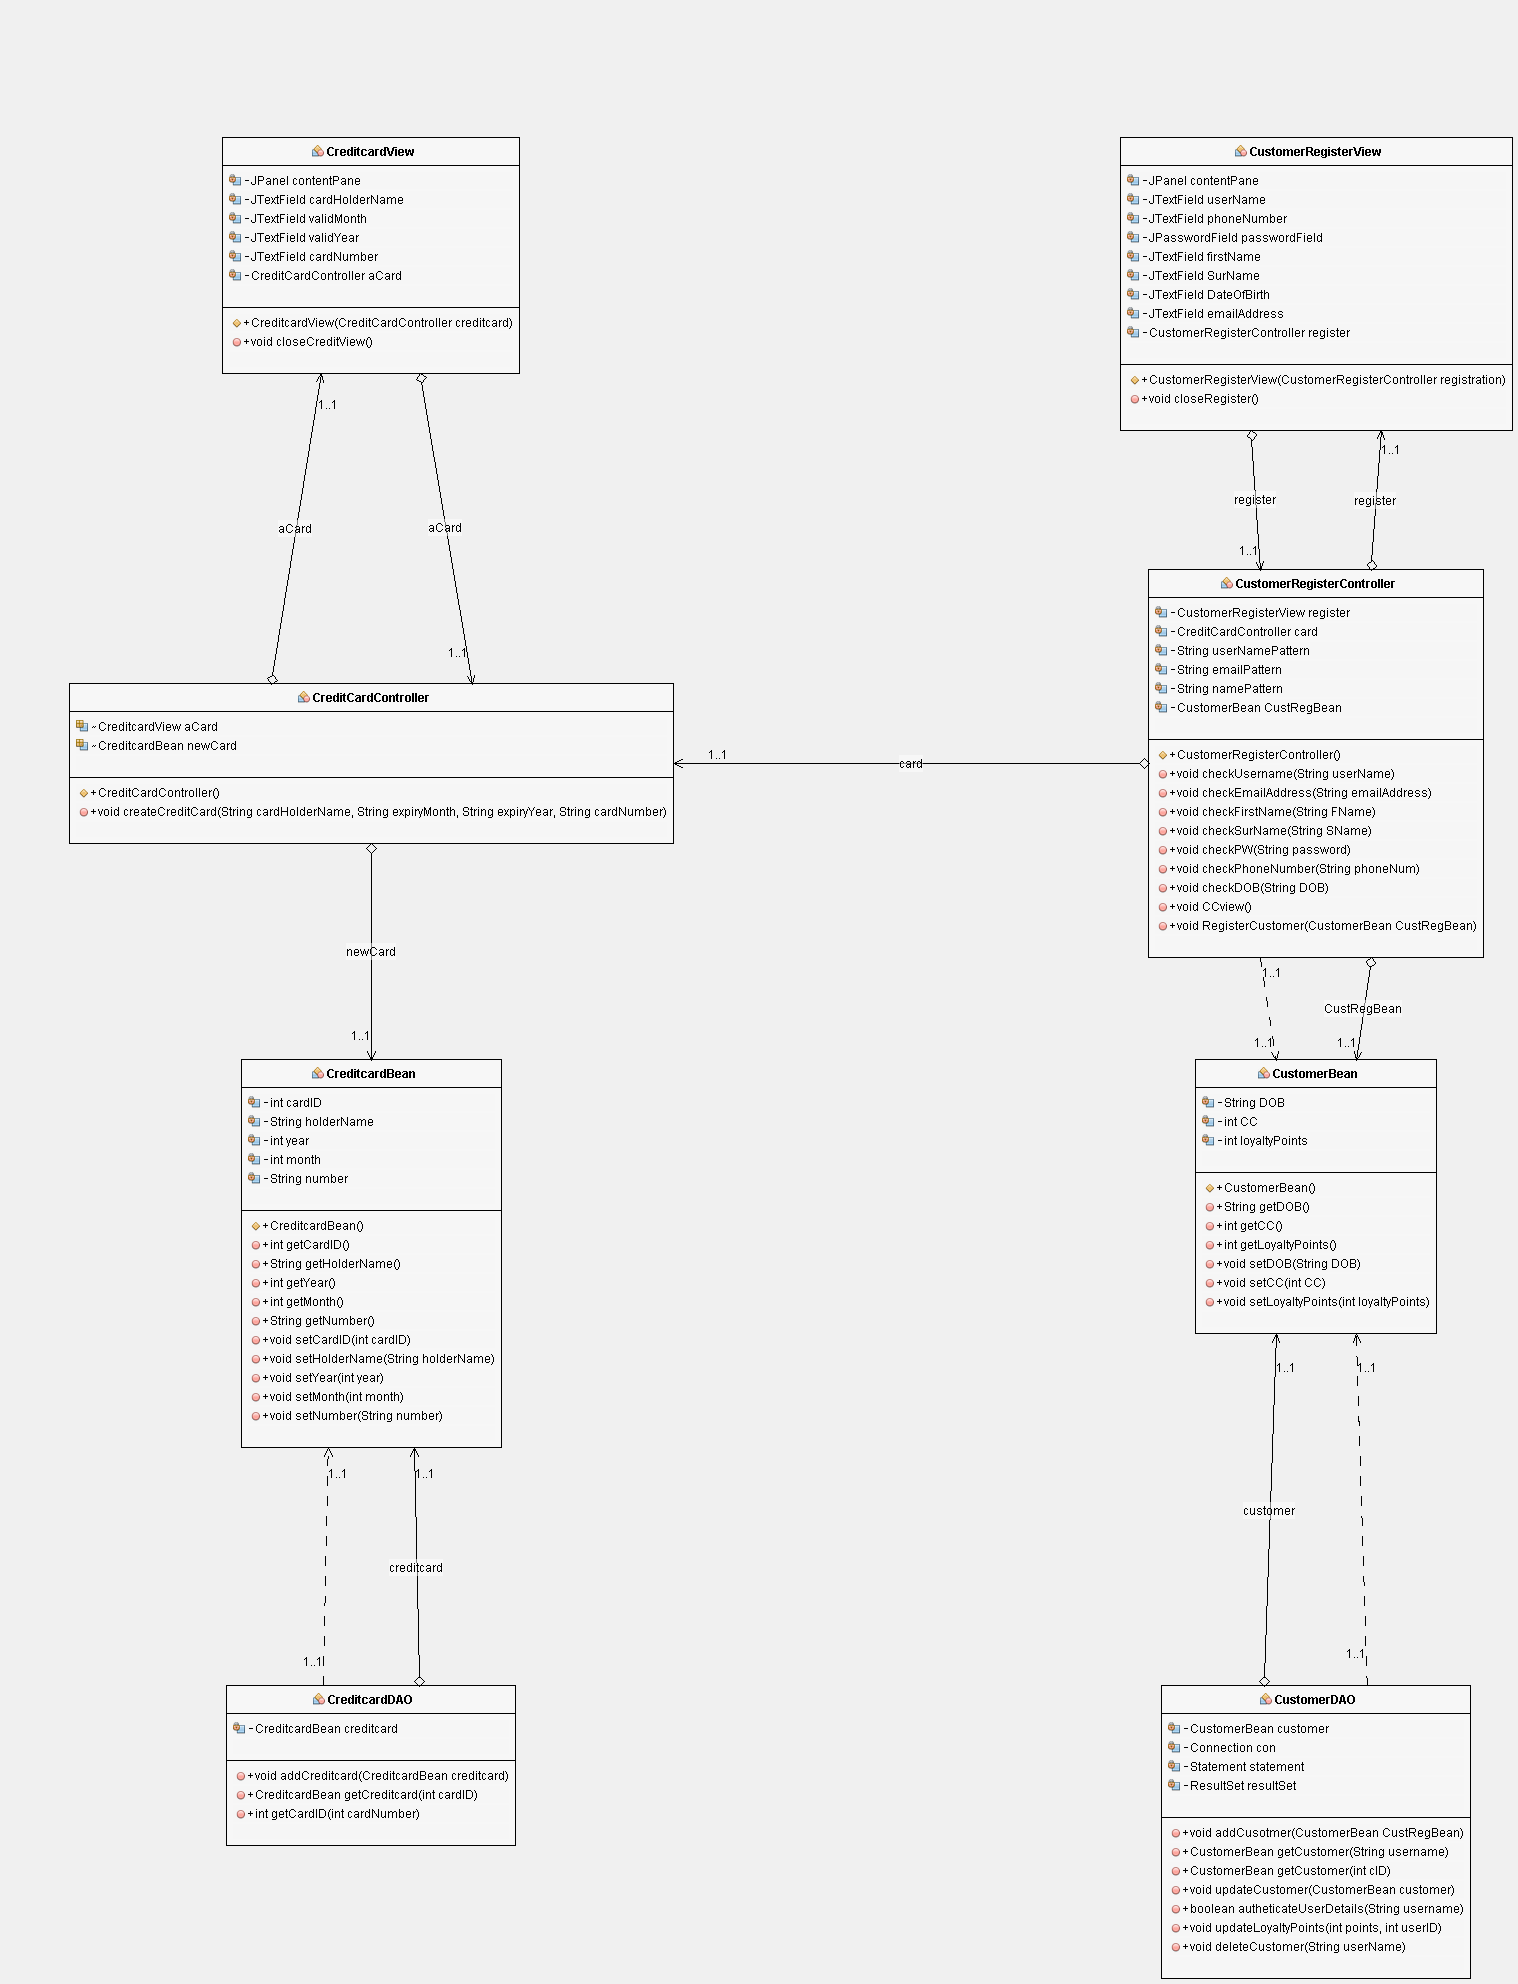 CreditcardView
-JPanel contentPane
-JTextField cardHolderName
-JTextField validMonth
-JTextField validYear
-JTextField cardNumber
-CreditCardController aCard
+CreditcardView(CreditCardController creditcard)
+void closeCreditView()
CustomerRegisterView
-JPanel contentPane
-JTextField userName
-JTextField phoneNumber
-JPasswordField passwordField
-JTextField firstName
-JTextField SurName
-JTextField DateOfBirth
-JTextField emailAddress
-CustomerRegisterController register
+CustomerRegisterView(CustomerRegisterController registration)
+void closeRegister()
1..1
aCard
aCard
1..1
1..1
register
register
1..1
CreditCardController
~CreditcardView aCard
~CreditcardBean newCard
+CreditCardController()
+void createCreditCard(String cardHolderName, String expiryMonth, String expiryYear, String cardNumber)
1..1
card
CustomerRegisterController
-CustomerRegisterView register
-CreditCardController card
-String userNamePattern
-String emailPattern
-String namePattern
-CustomerBean CustRegBean
+CustomerRegisterController()
+void checkUsername(String userName)
+void checkEmailAddress(String emailAddress)
+void checkFirstName(String FName)
+void checkSurName(String SName)
+void checkPW(String password)
+void checkPhoneNumber(String phoneNum)
+void checkDOB(String DOB)
+void CCview()
+void RegisterCustomer(CustomerBean CustRegBean)
newCard
1..1
1..1
CustRegBean
1..1
1..1
CreditcardBean
-int cardID
-String holderName
-int year
-int month
-String number
+CreditcardBean()
+int getCardID()
+String getHolderName()
+int getYear()
+int getMonth()
+String getNumber()
+void setCardID(int cardID)
+void setHolderName(String holderName)
+void setYear(int year)
+void setMonth(int month)
+void setNumber(String number)
CustomerBean
-String DOB
-int CC
-int loyaltyPoints
+CustomerBean()
+String getDOB()
+int getCC()
+int getLoyaltyPoints()
+void setDOB(String DOB)
+void setCC(int CC)
+void setLoyaltyPoints(int loyaltyPoints)
1..1
1..1
creditcard
1..1
1..1
1..1
customer
1..1
CreditcardDAO
-CreditcardBean creditcard
+void addCreditcard(CreditcardBean creditcard)
+CreditcardBean getCreditcard(int cardID)
+int getCardID(int cardNumber)
CustomerDAO
-CustomerBean customer
-Connection con
-Statement statement
-ResultSet resultSet
+void addCusotmer(CustomerBean CustRegBean)
+CustomerBean getCustomer(String username)
+CustomerBean getCustomer(int cID)
+void updateCustomer(CustomerBean customer)
+boolean autheticateUserDetails(String username)
+void updateLoyaltyPoints(int points, int userID)
+void deleteCustomer(String userName)